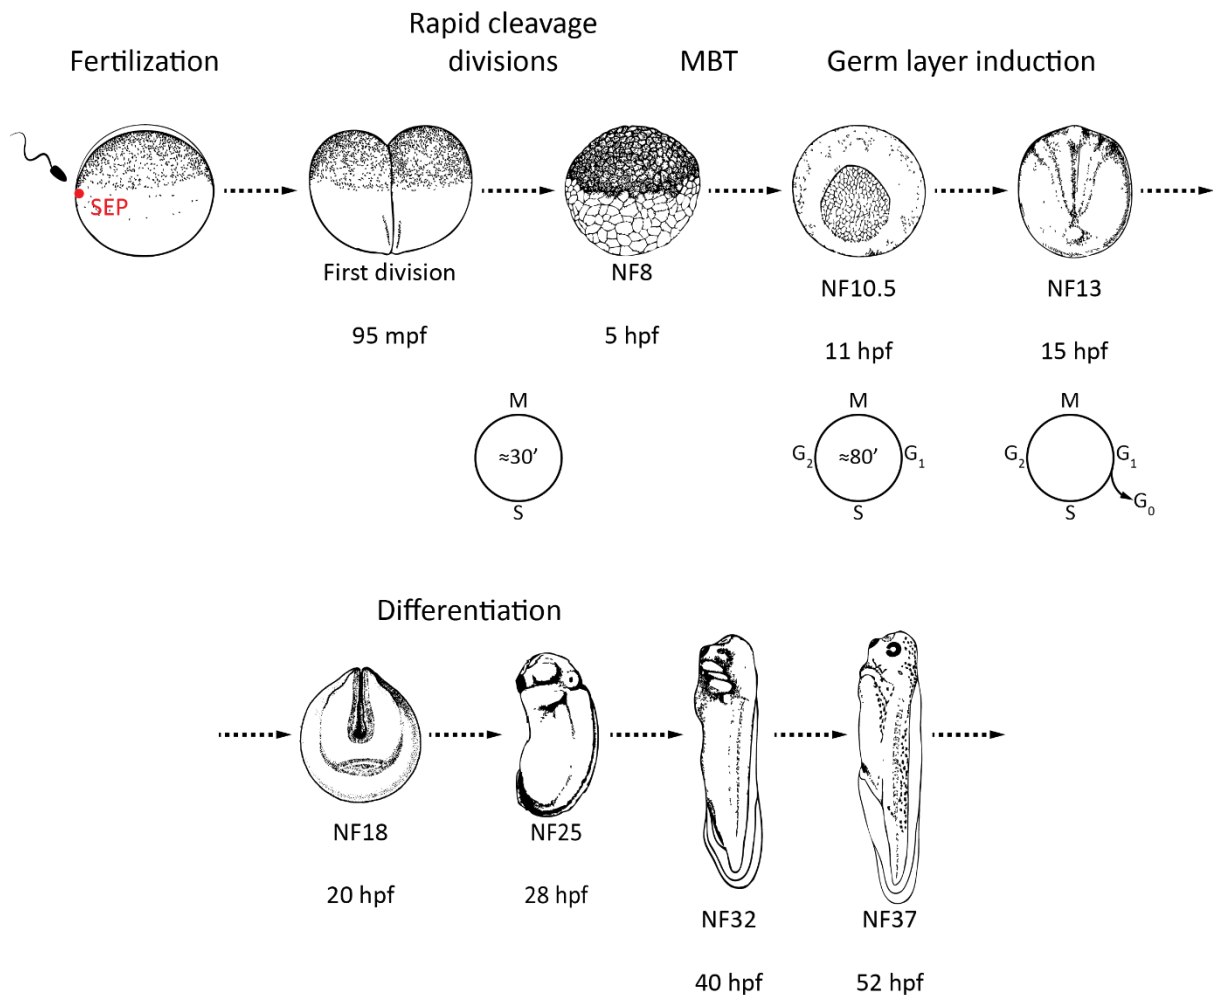 Rapid cleavage
divisions
Fertilization
MBT
Germ layer induction
SEP
First division
NF8
NF10.5
NF13
95 mpf
5 hpf
11 hpf
15 hpf
M
≈30’
S
M
G2
≈80’
G1
S
M
G2
G1
S
G0
Differentiation
NF18
NF25
NF32
NF37
20 hpf
28 hpf
40 hpf
52 hpf